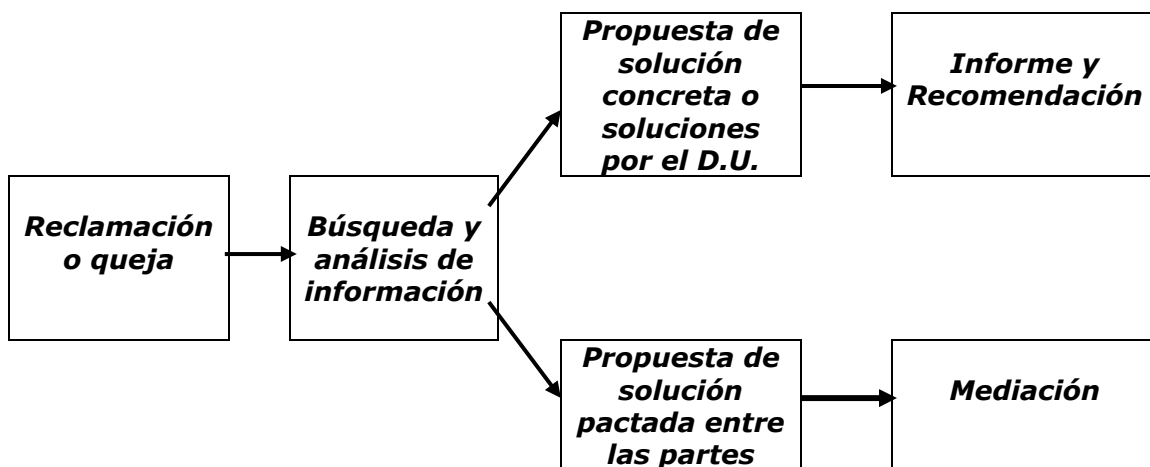 Reclamación
o queja
Búsqueda y
análisis de
información
Propuesta de
solución
concreta o
soluciones
por el D.U.
Informe y
Recomendación
Propuesta de
solución
pactada entre
las partes
Mediación